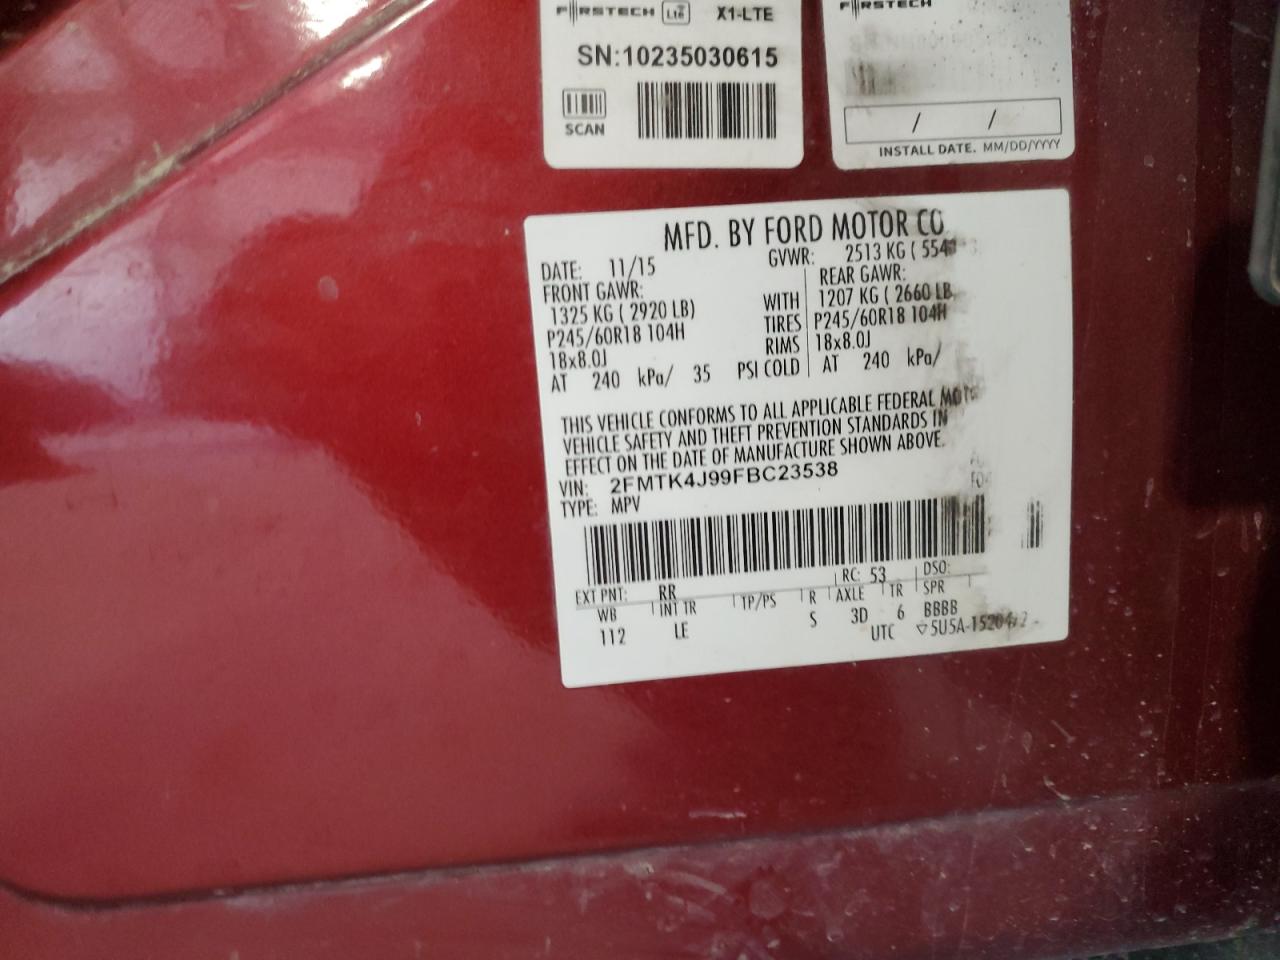 FIRSTECH LTE X1-LTE
SN:10235030615
SCAN
FIRSTECH
/ /
INSTALL DATE. MM/DD/YYYY
MFD. BY FORD MOTOR CO
DATE: 11/15 GVWR: 2513 KG ( 554
FRONT GAWR: REAR GAWR:
1325 KG ( 2920 LB) WITH 1207 KG ( 2660 LB
P245/60R18 104H TIRES P245/60R18 104H
18x8.0J RIMS 18x8.0J
AT 240 kPa/ 35 PSI COLD AT 240 kPa/
THIS VEHICLE CONFORMS TO ALL APPLICABLE FEDERAL MOTO
VEHICLE SAFETY AND THEFT PREVENTION STANDARDS IN
EFFECT ON THE DATE OF MANUFACTURE SHOWN ABOVE.
VIN: 2FMTK4J99FBC23538
TYPE: MPV
EXT PNT: RR RC: 53 DSO:
WB INT TR TP/PS R AXLE TR SPR
112 LE S 3D 6 BBBB
UTC ▽5U5A-15204